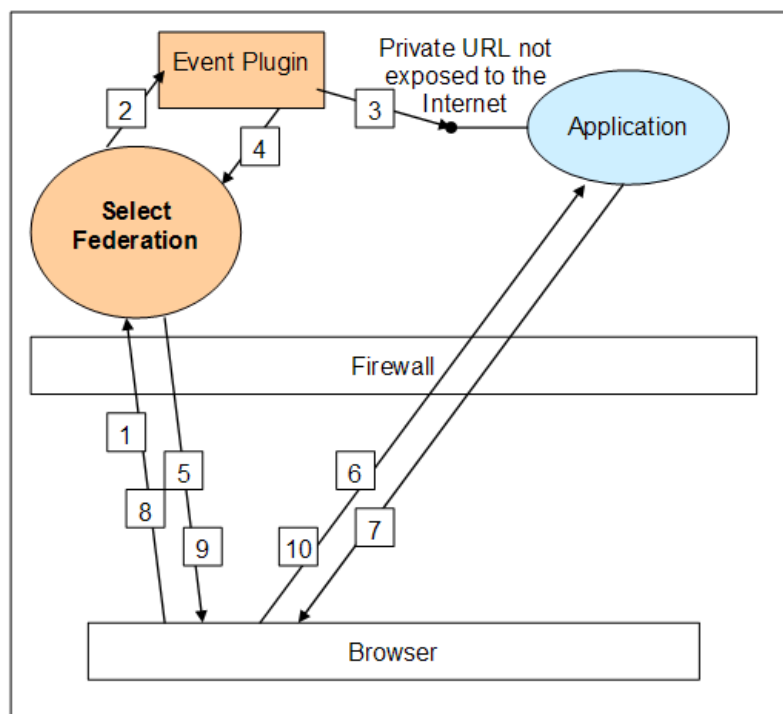 Event Plugin
Private URL not
exposed to the
Internet
2
3
Application
4
Select
Federation
Firewall
1
5
6
7
8
9
10
Browser